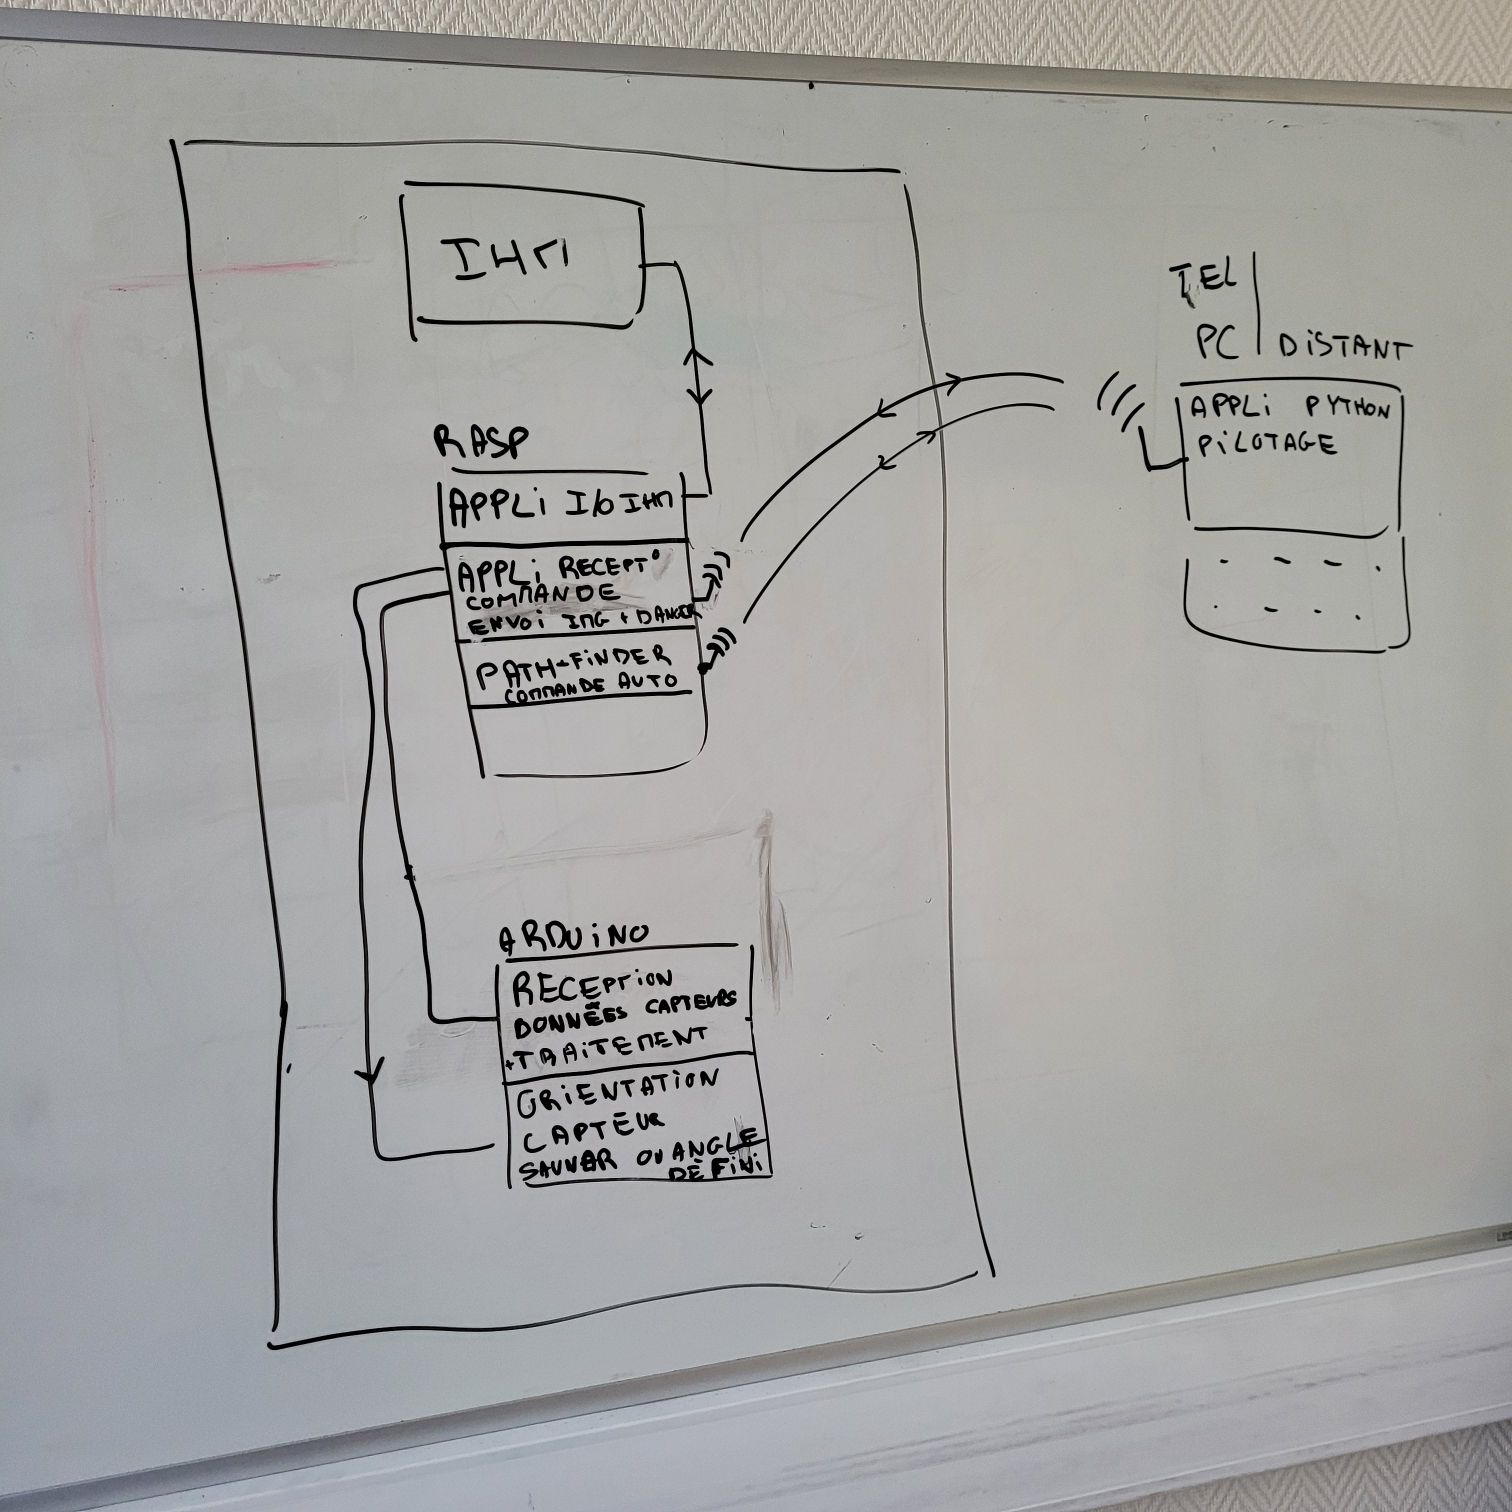 IHM
TEL
PC / DISTANT
APPLI PYTHON
PILOTAGE
RASP
APPLI I/O IHM
APPLI RECEPT°
COMMANDE
ENVOI IMG + DANGER
PATH-FINDER
COMMANDE AUTO
ARDUINO
RECEPTION
DONNÉES CAPTEURS
+TRAITEMENT
ORIENTATION
CAPTEUR
OU ANGLE
DÉFINI